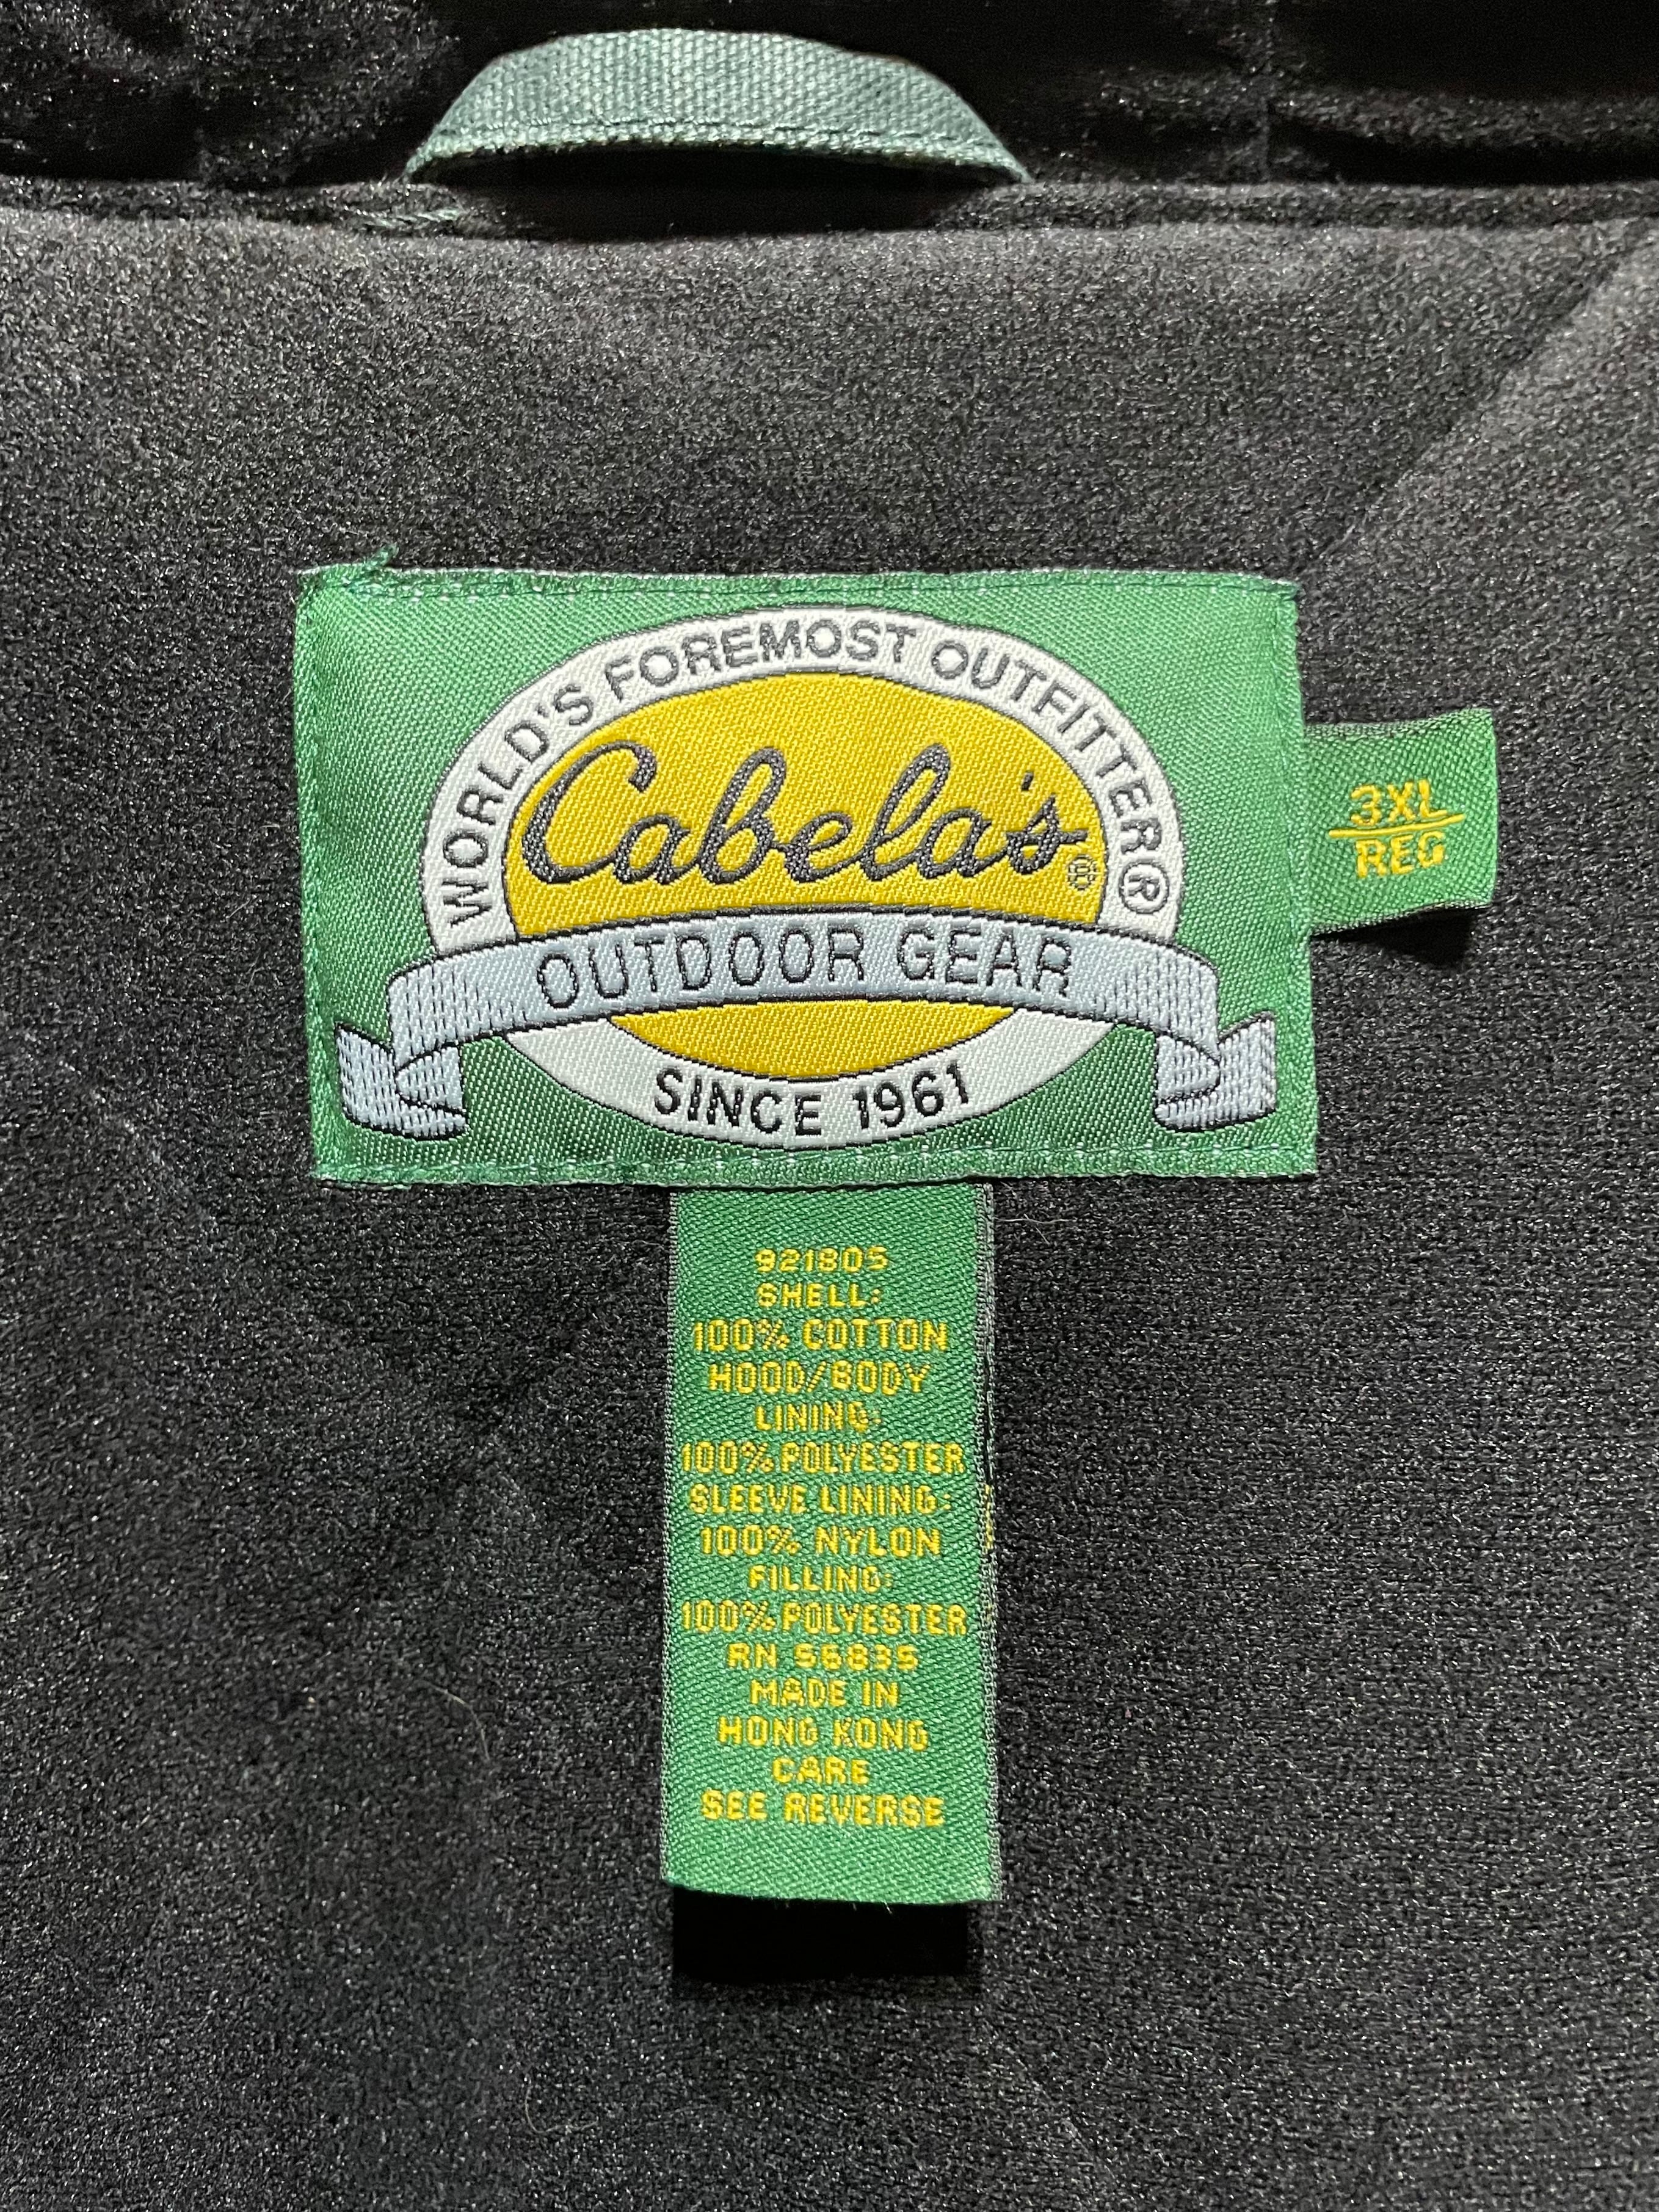 WORLD'S FOREMOST OUTFITTER®
Cabela's®
OUTDOOR GEAR
SINCE 1961
3XL
REG
921805
SHELL:
100% COTTON
HOOD/BODY
LINING:
100% POLYESTER
SLEEVE LINING:
100% NYLON
FILLING:
100% POLYESTER
RN 56835
MADE IN
HONG KONG
CARE
SEE REVERSE